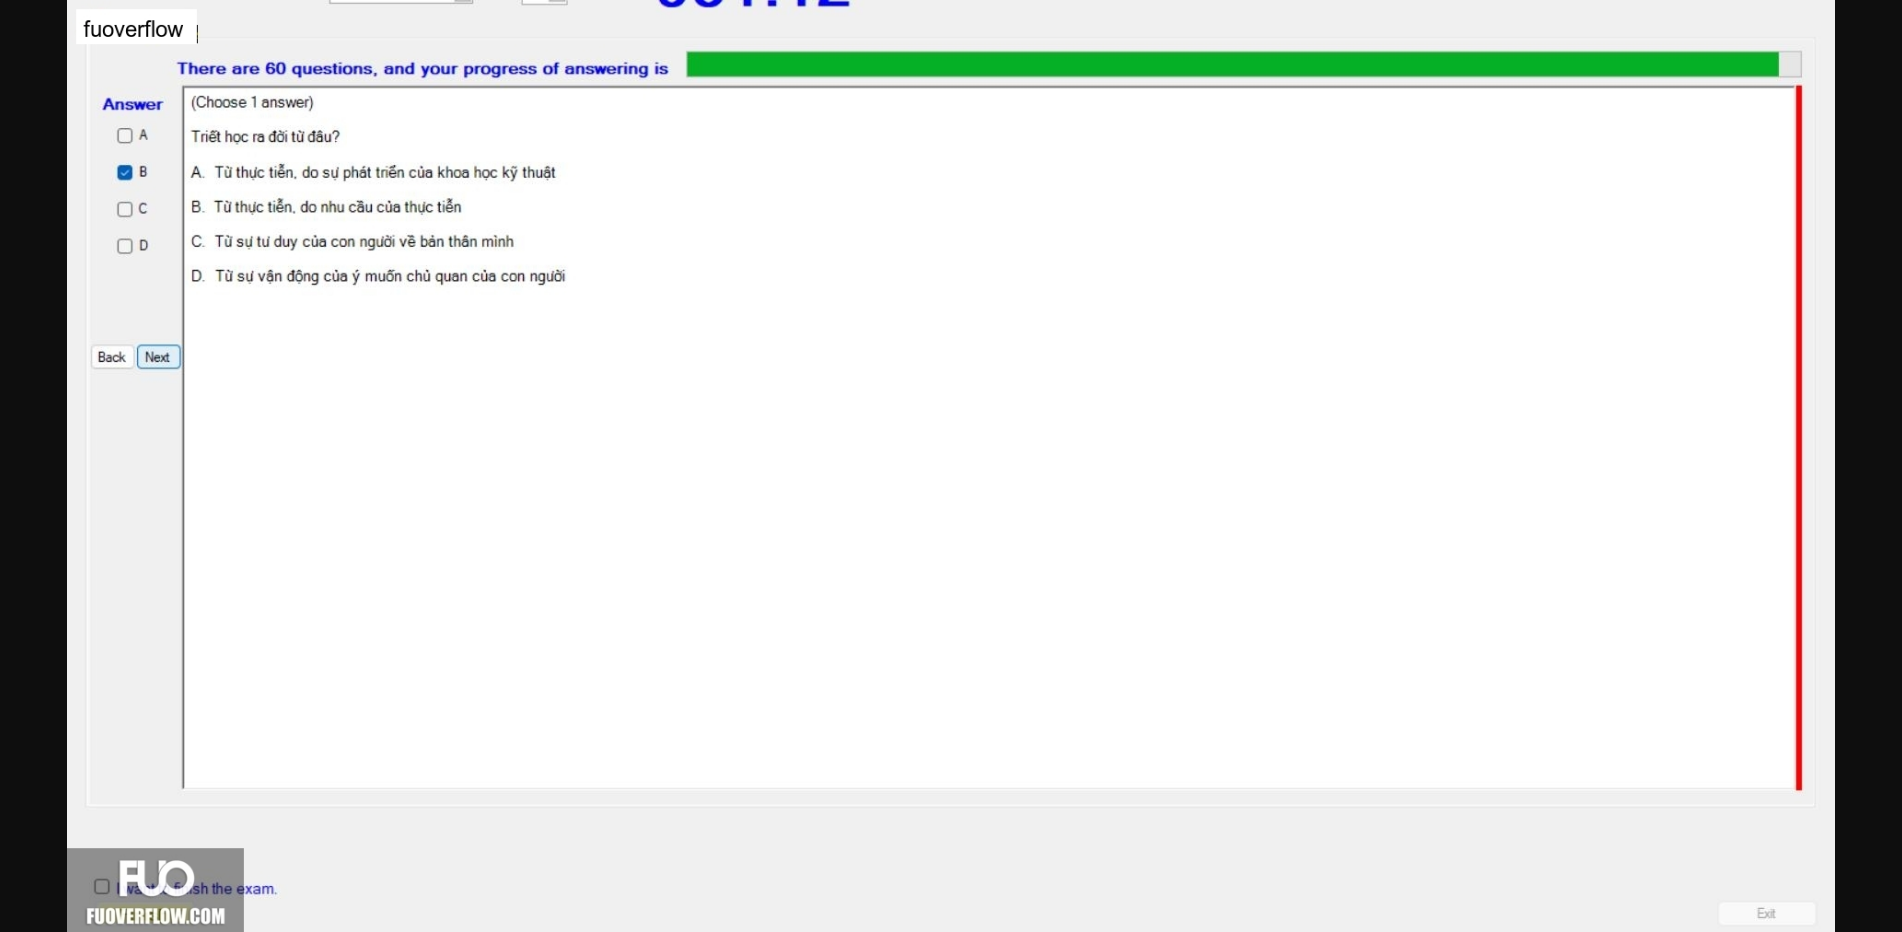 fuoverflow
There are 60 questions, and your progress of answering is
Answer
(Choose 1 answer)
A
Triết học ra đời từ đâu?
B
A. Từ thực tiễn, do sự phát triển của khoa học kỹ thuật
C
B. Từ thực tiễn, do nhu cầu của thực tiễn
D
C. Từ sự tư duy của con người về bản thân mình
D. Từ sự vận động của ý muốn chủ quan của con người
Back Next
FUO
I want finish the exam.
FUOVERFLOW.COM
Exit